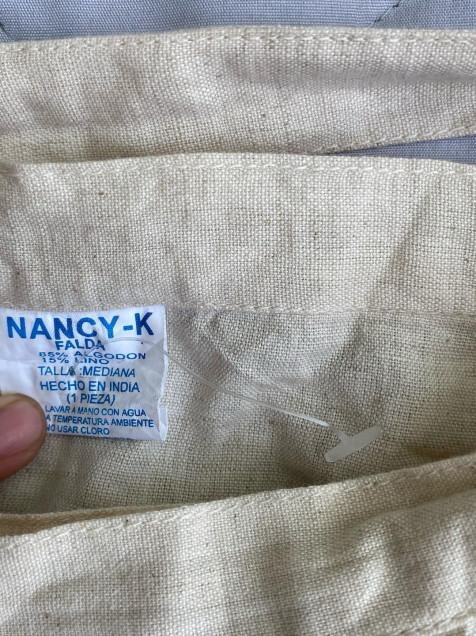 NANCY-K
FALDA
85% ALGODON
15% LINO
TALLA :MEDIANA
HECHO EN INDIA
(1 PIEZA)
LAVAR A MANO CON AGUA
A TEMPERATURA AMBIENTE
NO USAR CLORO